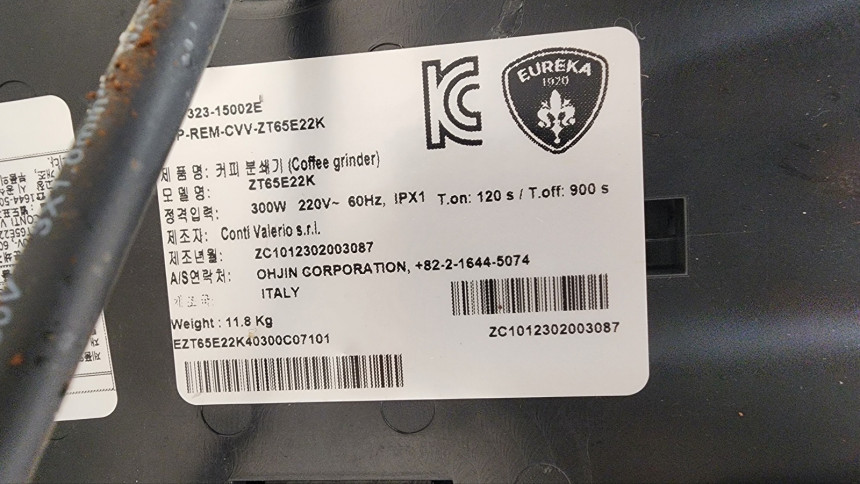 323-15002E
P-REM-CVV-ZT65E22K
EUREKA
1920
제 품 명: 커피 분쇄기 (Coffee grinder)
모 델 명: ZT65E22K
정격입력: 300W 220V~ 60Hz, IPX1 T.on: 120 s / T.off: 900 s
제조자: Conti Valerio s.r.l.
제조년월: ZC1012302003087
A/S연락처: OHJIN CORPORATION, +82-2-1644-5074
제 조 국: ITALY
Weight : 11.8 Kg
EZT65E22K40300C07101
ZC1012302003087